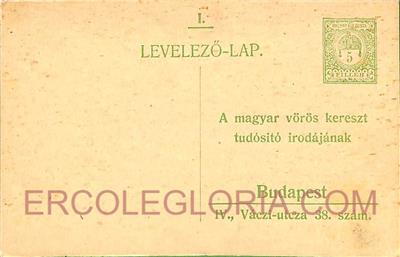 I.
LEVELEZŐ-LAP.
5
FILLÉR
A magyar vörös kereszt
tudósító irodájának
Budapest
ERCOLEGLORIA.COM
IV., Váczi-utcza 38. szám.